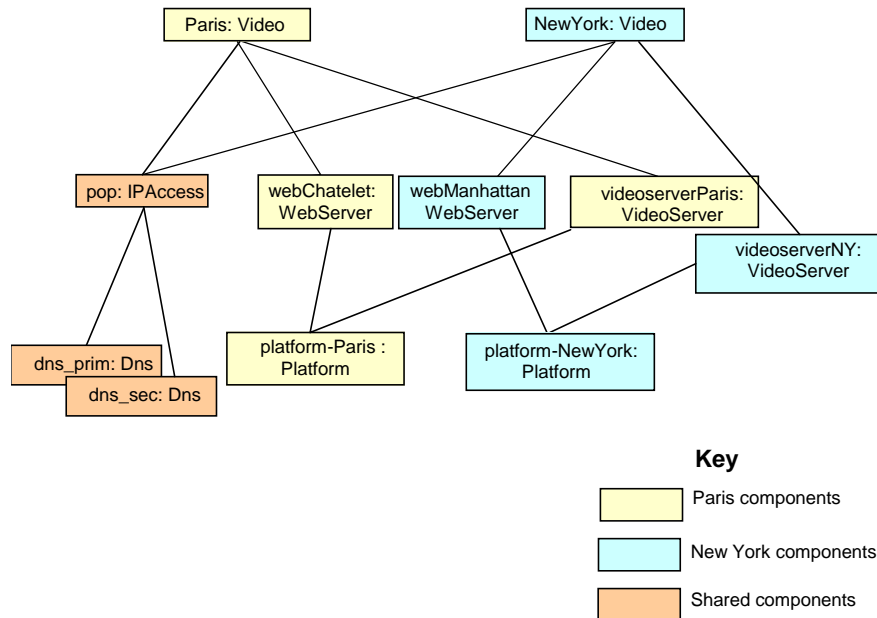 Paris: Video
NewYork: Video
pop: IPAccess
webChatelet:
WebServer
webManhattan
WebServer
videoserverParis:
VideoServer
videoserverNY:
VideoServer
dns_prim: Dns
dns_sec: Dns
platform-Paris :
Platform
platform-NewYork:
Platform
Key
Paris components
New York components
Shared components